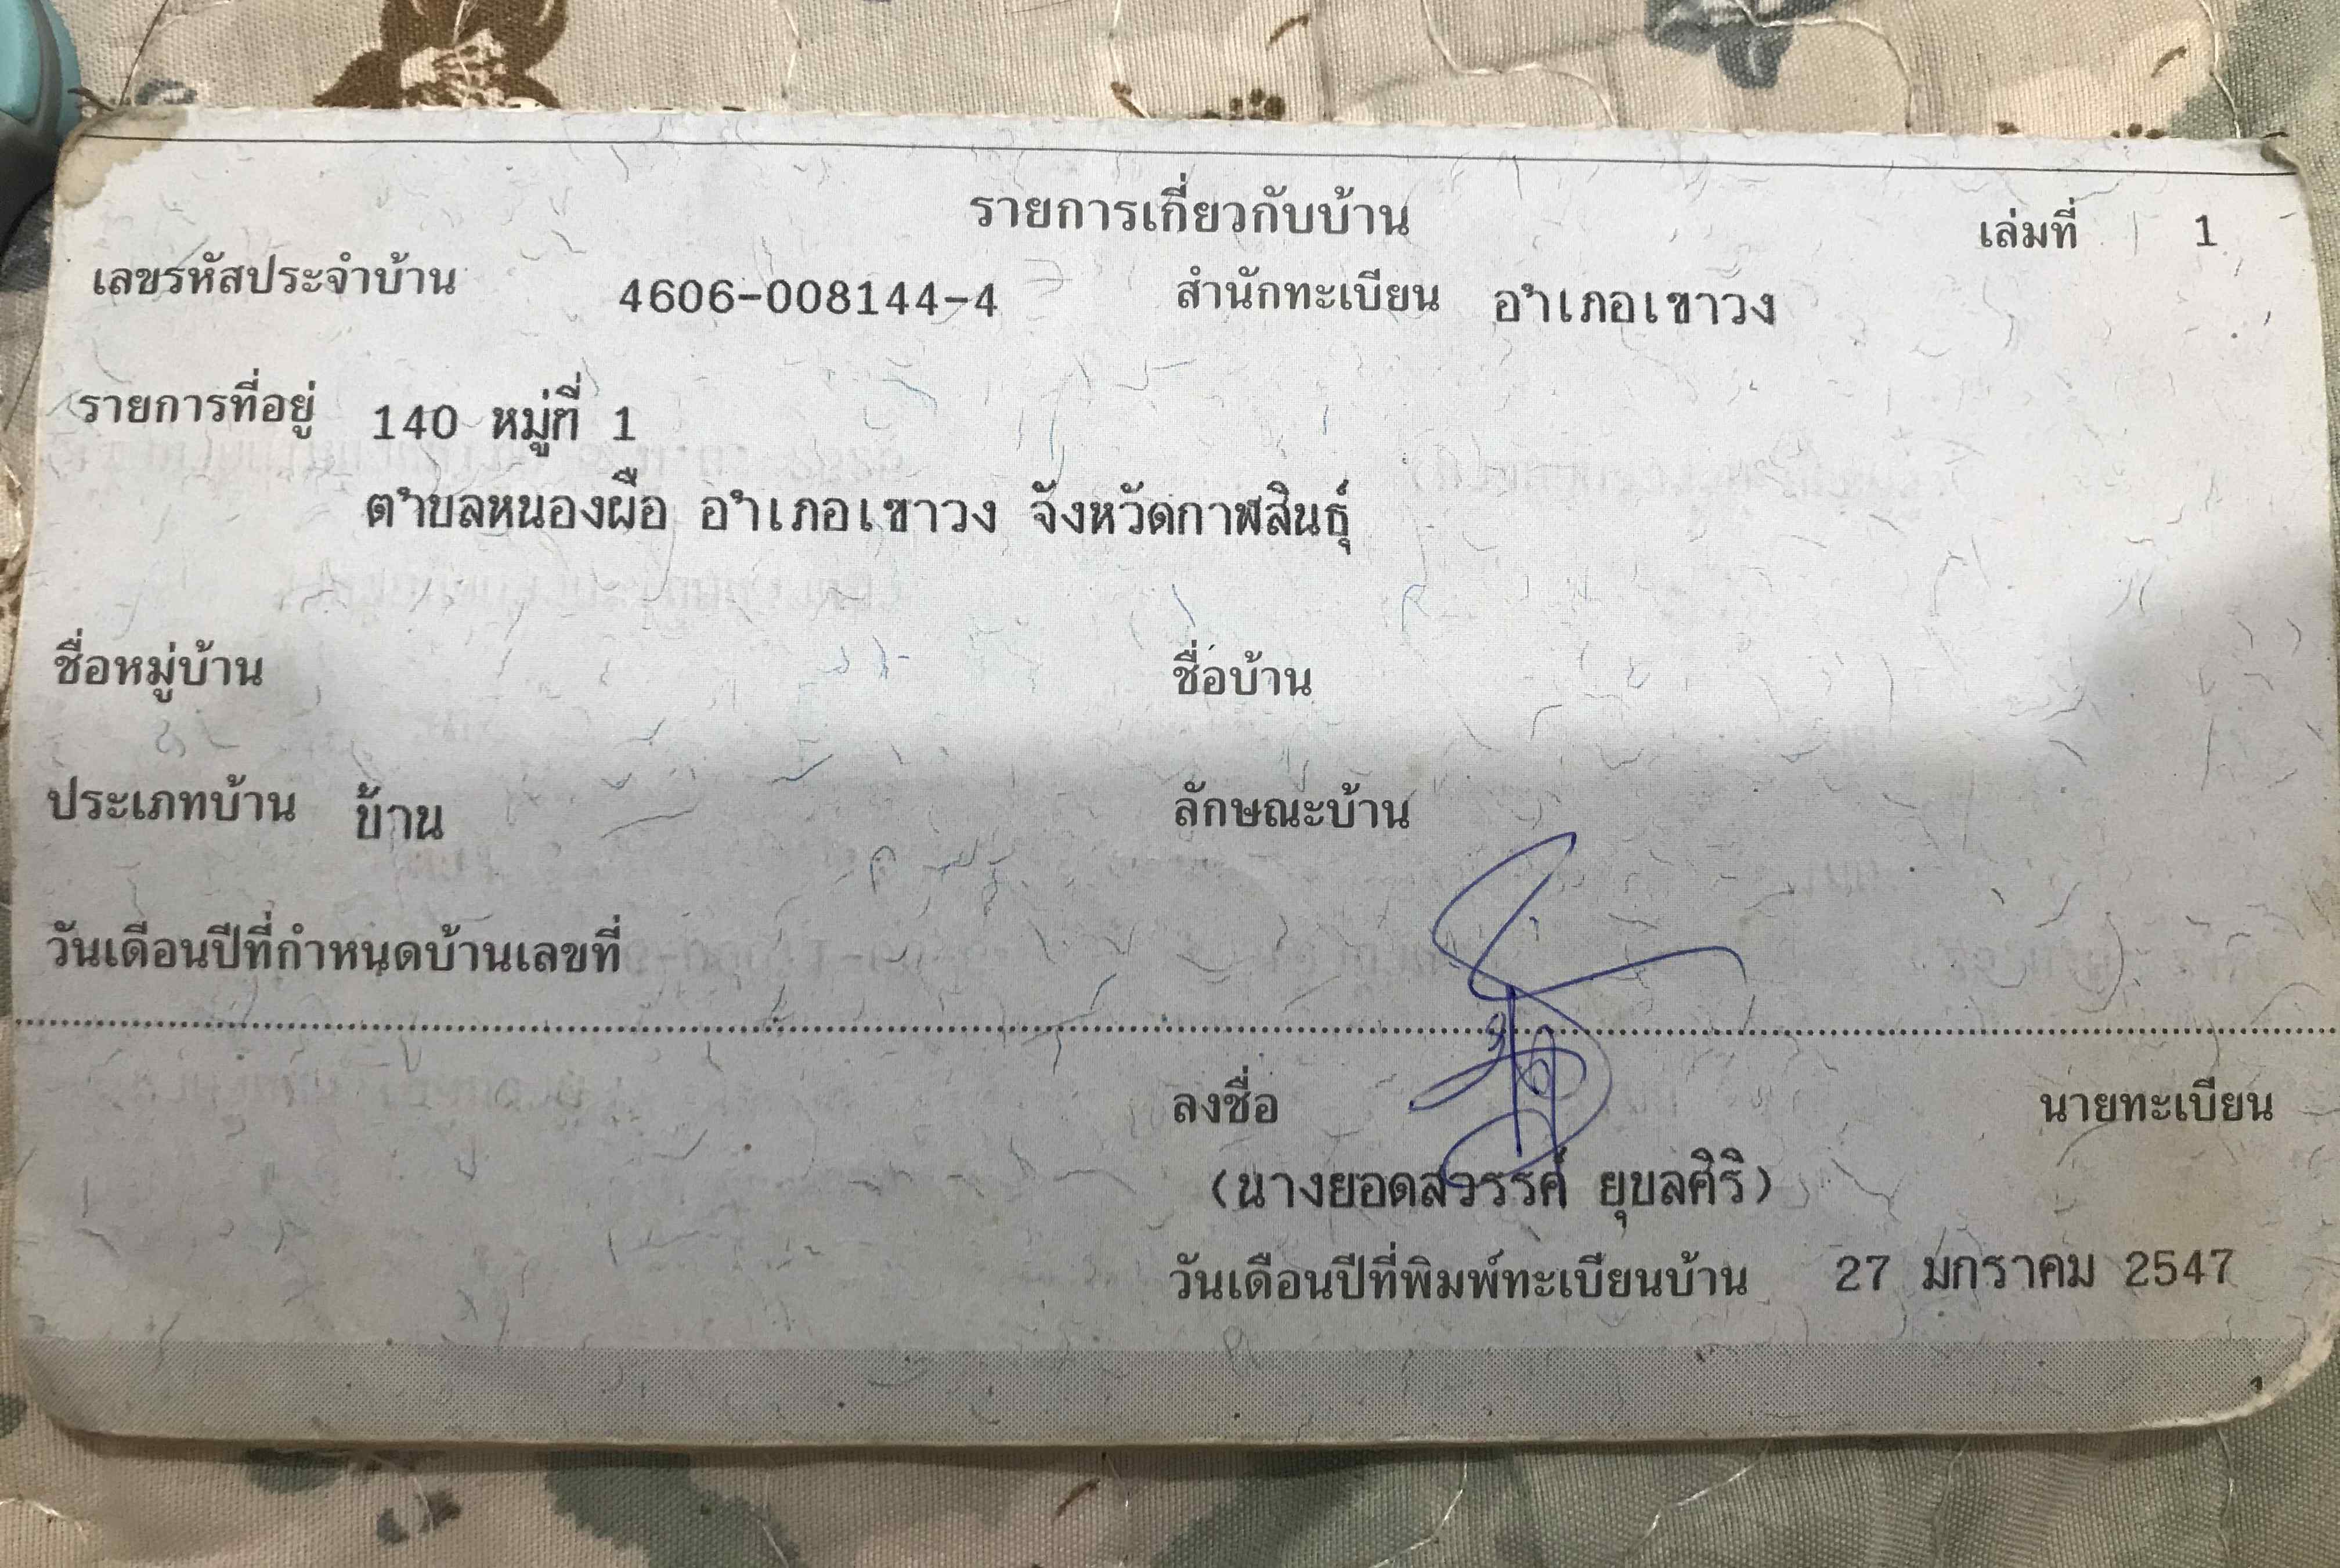 รายการเกี่ยวกับบ้าน
เล่มที่ 1
เลขรหัสประจำบ้าน 4606-008144-4 สำนักทะเบียน อำเภอเขาวง
รายการที่อยู่ 140 หมู่ที่ 1
ตำบลหนองผือ อำเภอเขาวง จังหวัดกาฬสินธุ์
ชื่อหมู่บ้าน ชื่อบ้าน
ประเภทบ้าน บ้าน ลักษณะบ้าน
วันเดือนปีที่กำหนดบ้านเลขที่
ลงชื่อ นายทะเบียน
(นางยอดสวรรค์ ยุบลศิริ)
วันเดือนปีที่พิมพ์ทะเบียนบ้าน 27 มกราคม 2547